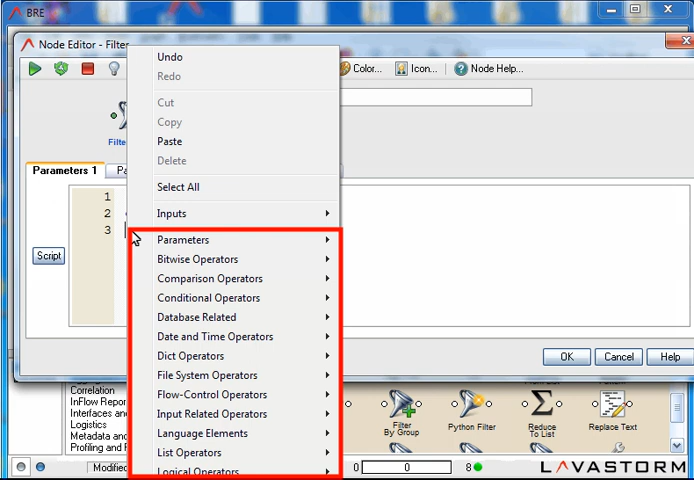 BRE
Node Editor - Filter
Color...
Icon...
Node Help...
Undo
Redo
Cut
Copy
Paste
Delete
Select All
Inputs
Parameters
Bitwise Operators
Comparison Operators
Conditional Operators
Database Related
Date and Time Operators
Dict Operators
File System Operators
Flow-Control Operators
Input Related Operators
Language Elements
List Operators
Logical Operators
Filte
Parameters 1
Pa
1
2
3
Script
OK
Cancel
Help
Correlation
InFlow Repor
Interfaces an
Logistics
Metadata and
Profiling and F
Filter
By Group
Python Filter
Reduce
To List
Replace Text
Modified
0
0
8
LAVASTORM